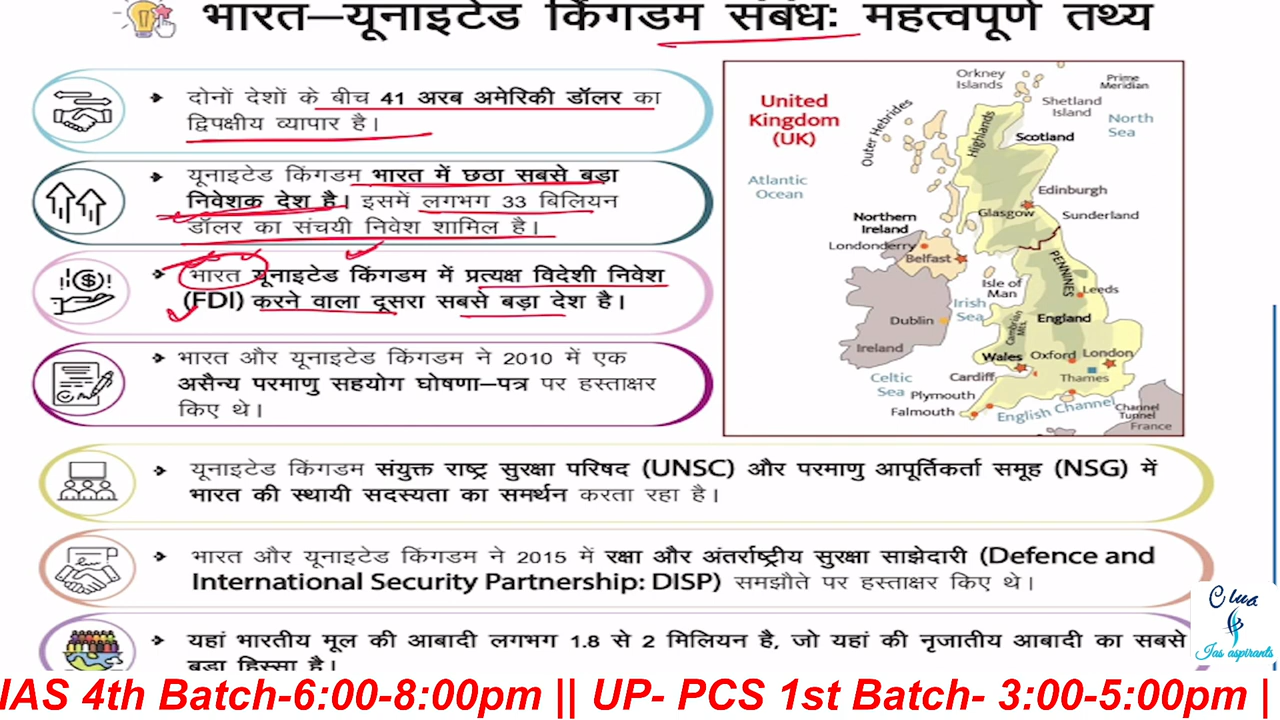 भारत–यूनाइटेड किंगडम संबंधः महत्वपूर्ण तथ्य
दोनों देशों के बीच 41 अरब अमेरिकी डॉलर का
द्विपक्षीय व्यापार है।
यूनाइटेड किंगडम भारत में छठा सबसे बड़ा
निवेशक देश है। इसमें लगभग 33 बिलियन
डॉलर का संचयी निवेश शामिल है।
भारत यूनाइटेड किंगडम में प्रत्यक्ष विदेशी निवेश
(FDI) करने वाला दूसरा सबसे बड़ा देश है।
भारत और यूनाइटेड किंगडम ने 2010 में एक
असैन्य परमाणु सहयोग घोषणा–पत्र पर हस्ताक्षर
किए थे।
Orkney
Islands
Prime
Meridian
United
Kingdom
(UK)
Outer Hebrides
Highlands
Shetland
Island
North
Sea
Scotland
Atlantic
Ocean
Edinburgh
Glasgow
Sunderland
Northern
Ireland
Londonderry
Belfast
PENNINES
Isle of
Man
Leeds
Irish
Sea
Dublin
Cambrian
Mts.
England
Ireland
Wales
Oxford
London
Celtic
Sea
Cardiff
Thames
Plymouth
English Channel
Falmouth
Channel
Tunnel
France
यूनाइटेड किंगडम संयुक्त राष्ट्र सुरक्षा परिषद (UNSC) और परमाणु आपूर्तिकर्ता समूह (NSG) में
भारत की स्थायी सदस्यता का समर्थन करता रहा है।
भारत और यूनाइटेड किंगडम ने 2015 में रक्षा और अंतर्राष्ट्रीय सुरक्षा साझेदारी (Defence and
International Security Partnership: DISP) समझौते पर हस्ताक्षर किए थे।
यहां भारतीय मूल की आबादी लगभग 1.8 से 2 मिलियन है, जो यहां की नृजातीय आबादी का सबसे
बड़ा हिस्सा है।
Ias aspirants
IAS 4th Batch-6:00-8:00pm || UP- PCS 1st Batch- 3:00-5:00pm |